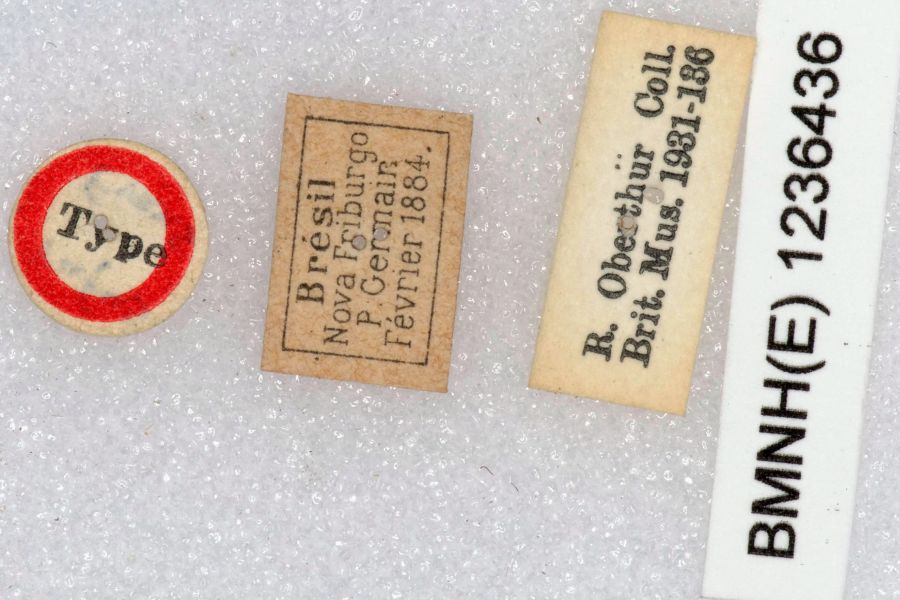 Type
Brésil
Nova Friburgo
P. Germain
Février 1884.
R. Oberthür Coll.
Brit. Mus. 1931-136
BMNH(E) 1236436